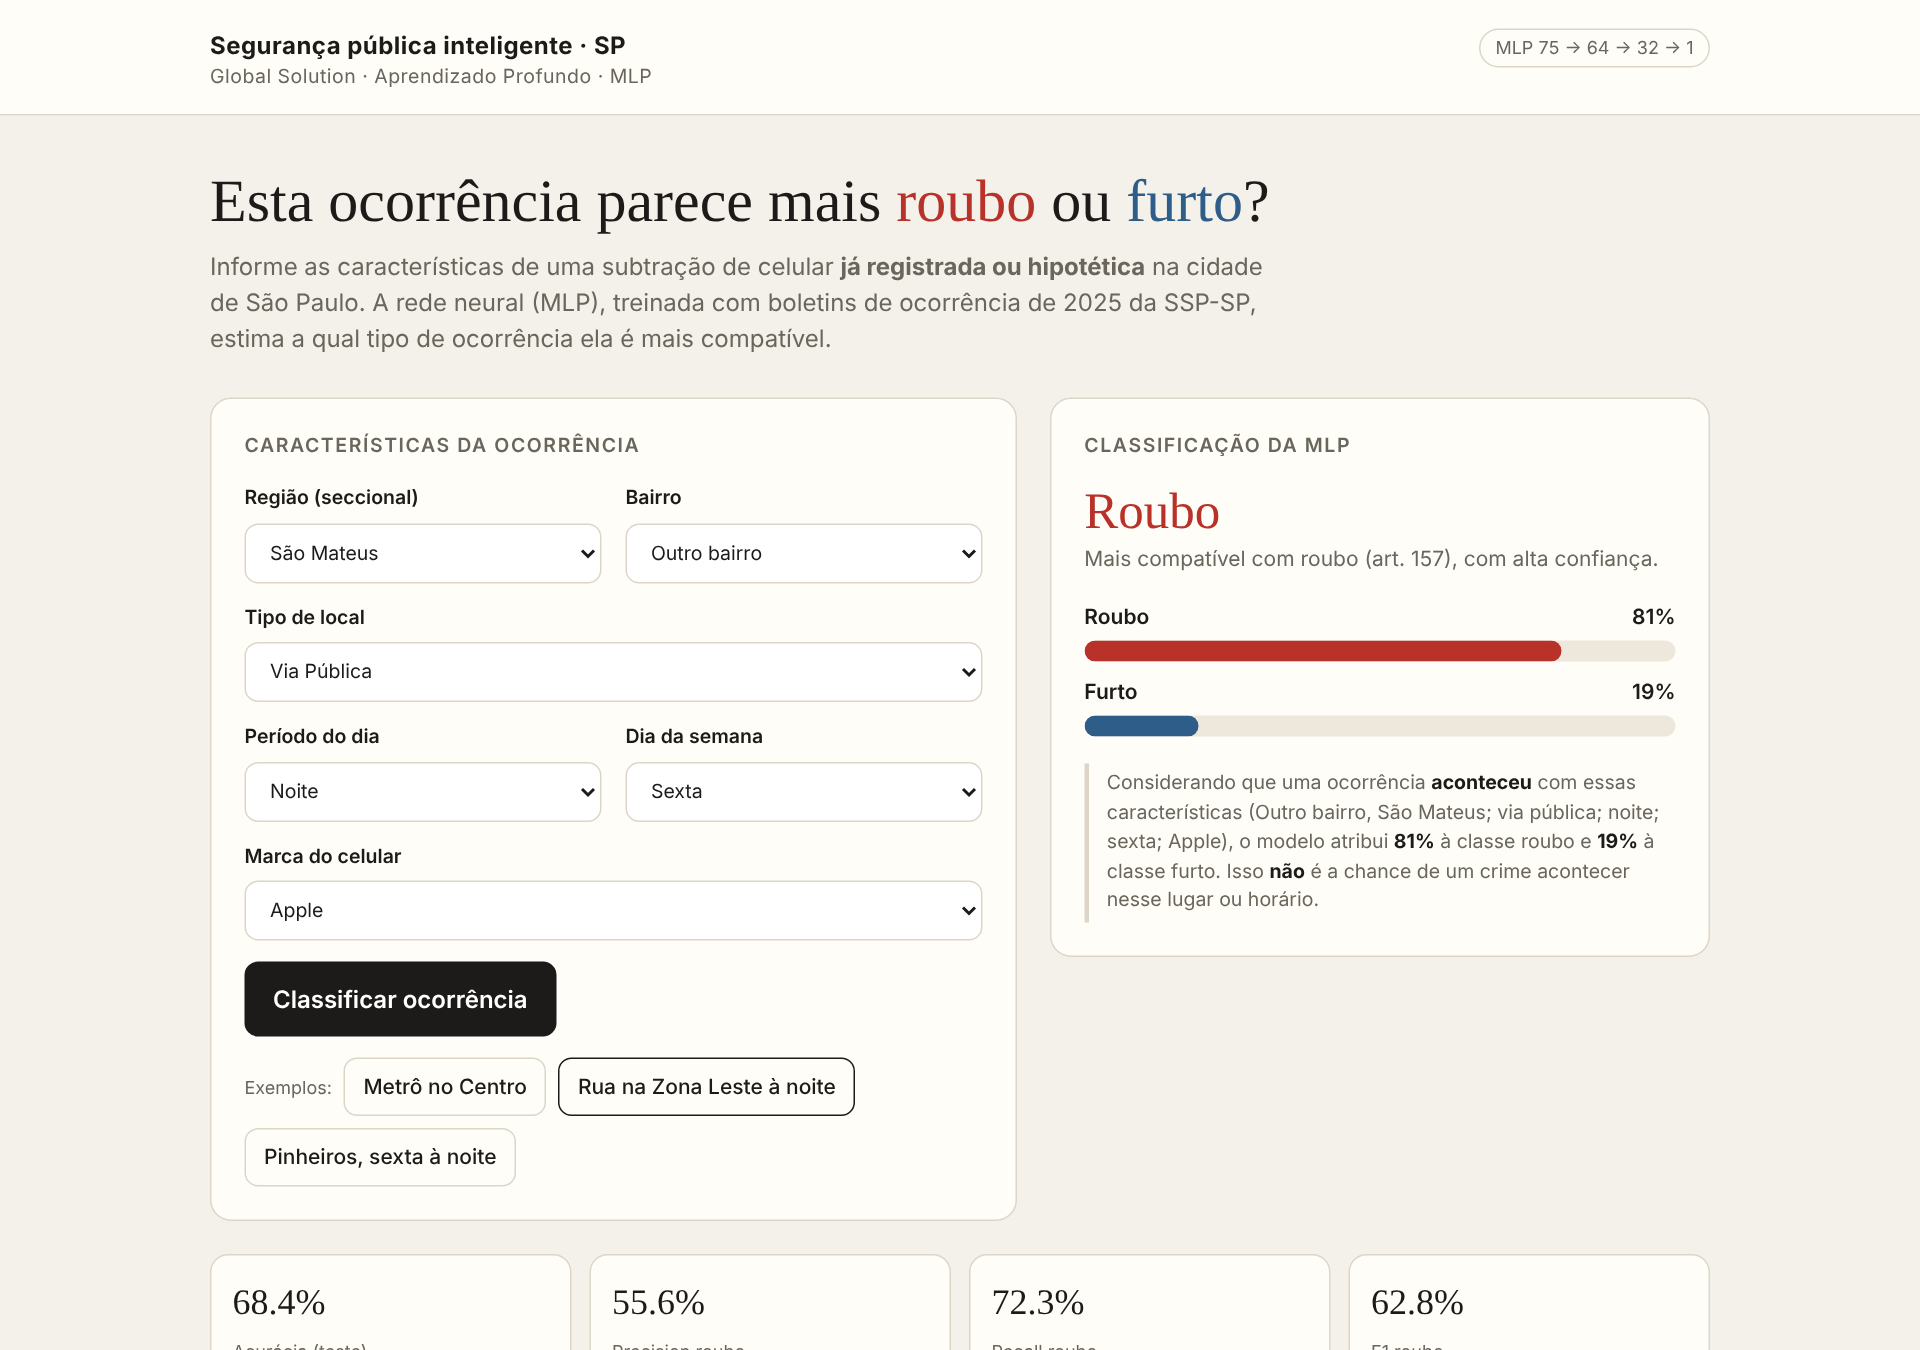 Segurança pública inteligente · SP
Global Solution · Aprendizado Profundo · MLP
MLP 75 → 64 → 32 → 1
Esta ocorrência parece mais roubo ou furto?
Informe as características de uma subtração de celular já registrada ou hipotética na cidade
de São Paulo. A rede neural (MLP), treinada com boletins de ocorrência de 2025 da SSP-SP,
estima a qual tipo de ocorrência ela é mais compatível.
CARACTERÍSTICAS DA OCORRÊNCIA
Região (seccional)
Bairro
São Mateus
Outro bairro
Tipo de local
Via Pública
Período do dia
Dia da semana
Noite
Sexta
Marca do celular
Apple
Classificar ocorrência
Exemplos:
Metrô no Centro
Rua na Zona Leste à noite
Pinheiros, sexta à noite
CLASSIFICAÇÃO DA MLP
Roubo
Mais compatível com roubo (art. 157), com alta confiança.
Roubo 81%
Furto 19%
Considerando que uma ocorrência aconteceu com essas
características (Outro bairro, São Mateus; via pública; noite;
sexta; Apple), o modelo atribui 81% à classe roubo e 19% à
classe furto. Isso não é a chance de um crime acontecer
nesse lugar ou horário.
68.4%
55.6%
72.3%
62.8%
Acurácia (teste)
Precision roubo
Recall roubo
F1 roubo